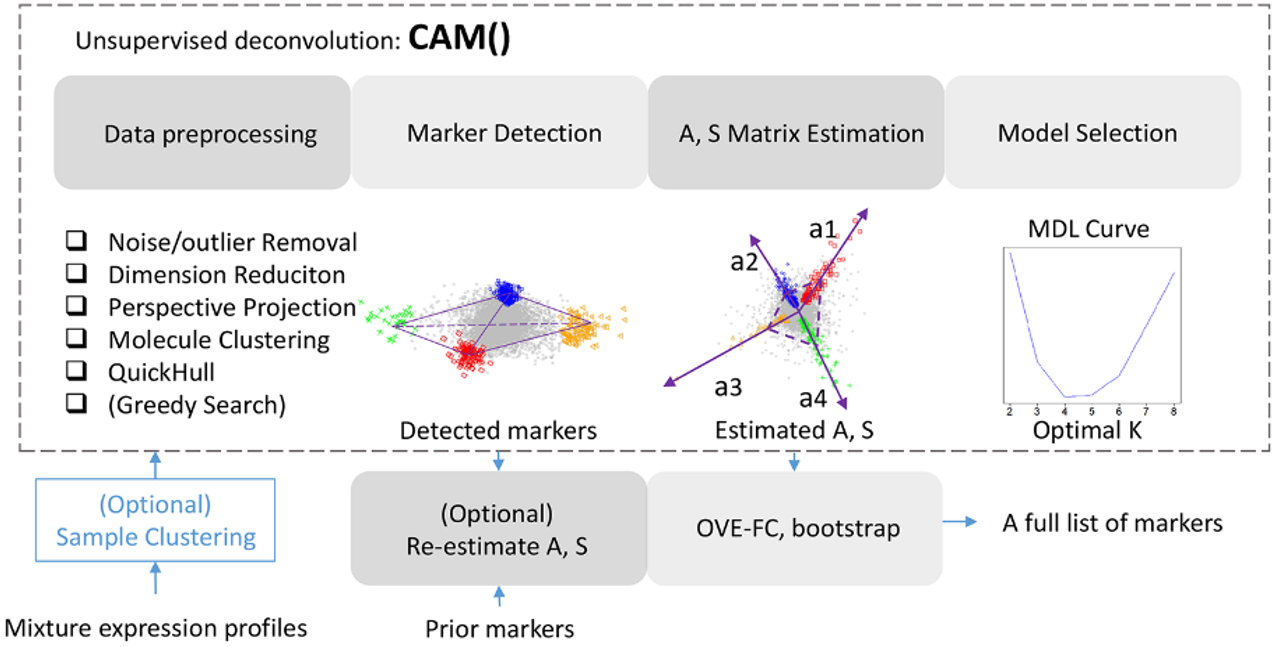 Unsupervised deconvolution: CAM()
Data preprocessing
Marker Detection
A, S Matrix Estimation
Model Selection
Noise/outlier Removal
Dimension Reduciton
Perspective Projection
Molecule Clustering
QuickHull
(Greedy Search)
Detected markers
a1
a2
a3
a4
Estimated A, S
MDL Curve
2 3 4 5 6 7 8
Optimal K
(Optional)
Sample Clustering
Mixture expression profiles
(Optional)
Re-estimate A, S
Prior markers
OVE-FC, bootstrap
A full list of markers